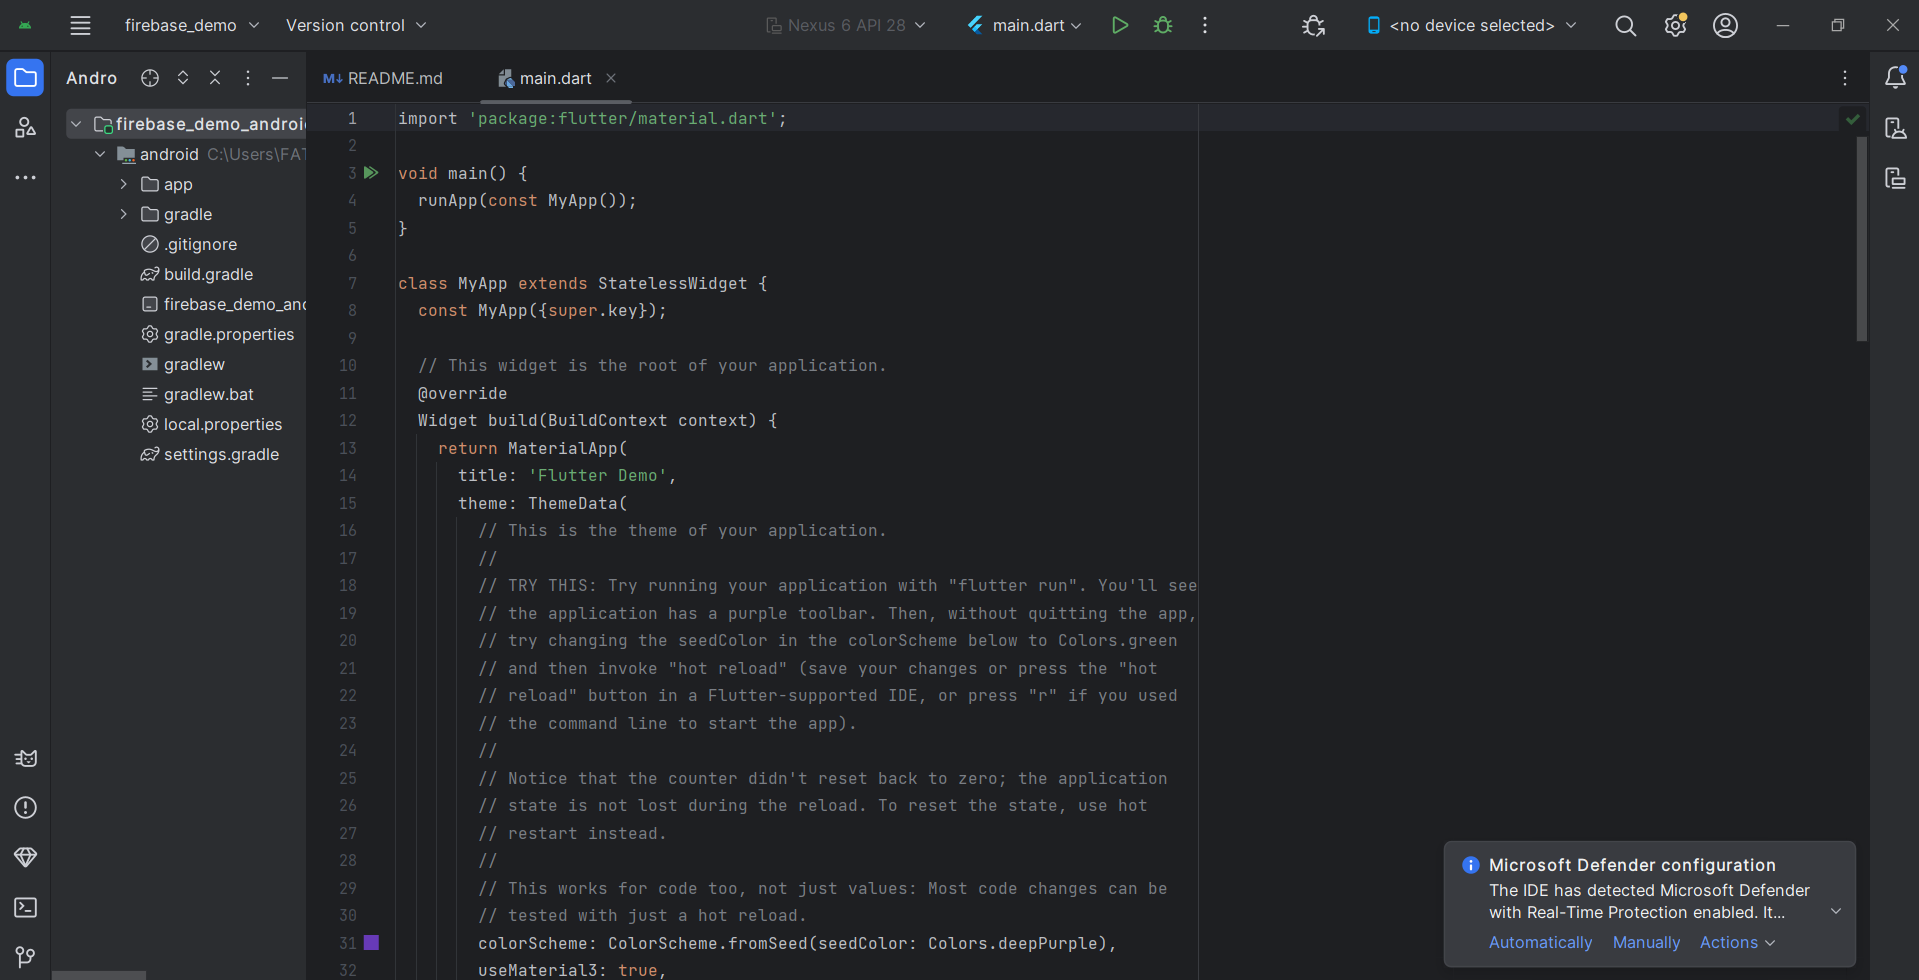 firebase_demo Version control Nexus 6 API 28 main.dart <no device selected>
Andro README.md main.dart
firebase_demo_androi
android C:\Users\FAT
app
gradle
.gitignore
build.gradle
firebase_demo_and
gradle.properties
gradlew
gradlew.bat
local.properties
settings.gradle
1 import 'package:flutter/material.dart';
2
3 void main() {
4 runApp(const MyApp());
5 }
6
7 class MyApp extends StatelessWidget {
8 const MyApp({super.key});
9
10 // This widget is the root of your application.
11 @override
12 Widget build(BuildContext context) {
13 return MaterialApp(
14 title: 'Flutter Demo',
15 theme: ThemeData(
16 // This is the theme of your application.
17 //
18 // TRY THIS: Try running your application with "flutter run". You'll see
19 // the application has a purple toolbar. Then, without quitting the app,
20 // try changing the seedColor in the colorScheme below to Colors.green
21 // and then invoke "hot reload" (save your changes or press the "hot
22 // reload" button in a Flutter-supported IDE, or press "r" if you used
23 // the command line to start the app).
24 //
25 // Notice that the counter didn't reset back to zero; the application
26 // state is not lost during the reload. To reset the state, use hot
27 // restart instead.
28 //
29 // This works for code too, not just values: Most code changes can be
30 // tested with just a hot reload.
31 colorScheme: ColorScheme.fromSeed(seedColor: Colors.deepPurple),
32 useMaterial3: true,
Microsoft Defender configuration
The IDE has detected Microsoft Defender
with Real-Time Protection enabled. It...
Automatically Manually Actions